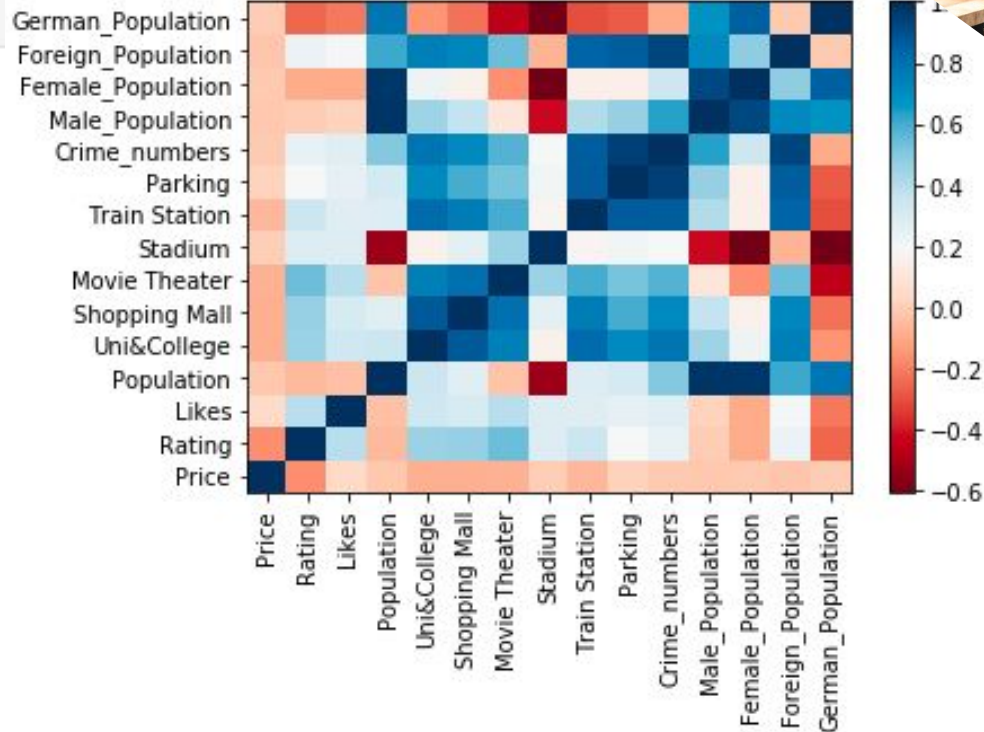 German_Population
Foreign_Population
Female_Population
Male_Population
Crime_numbers
Parking
Train Station
Stadium
Movie Theater
Shopping Mall
Uni&College
Population
Likes
Rating
Price
Price
Rating
Likes
Population
Uni&College
Shopping Mall
Movie Theater
Stadium
Train Station
Parking
Crime_numbers
Male_Population
Female_Population
Foreign_Population
German_Population
0.8
0.6
0.4
0.2
0.0
−0.2
−0.4
−0.6